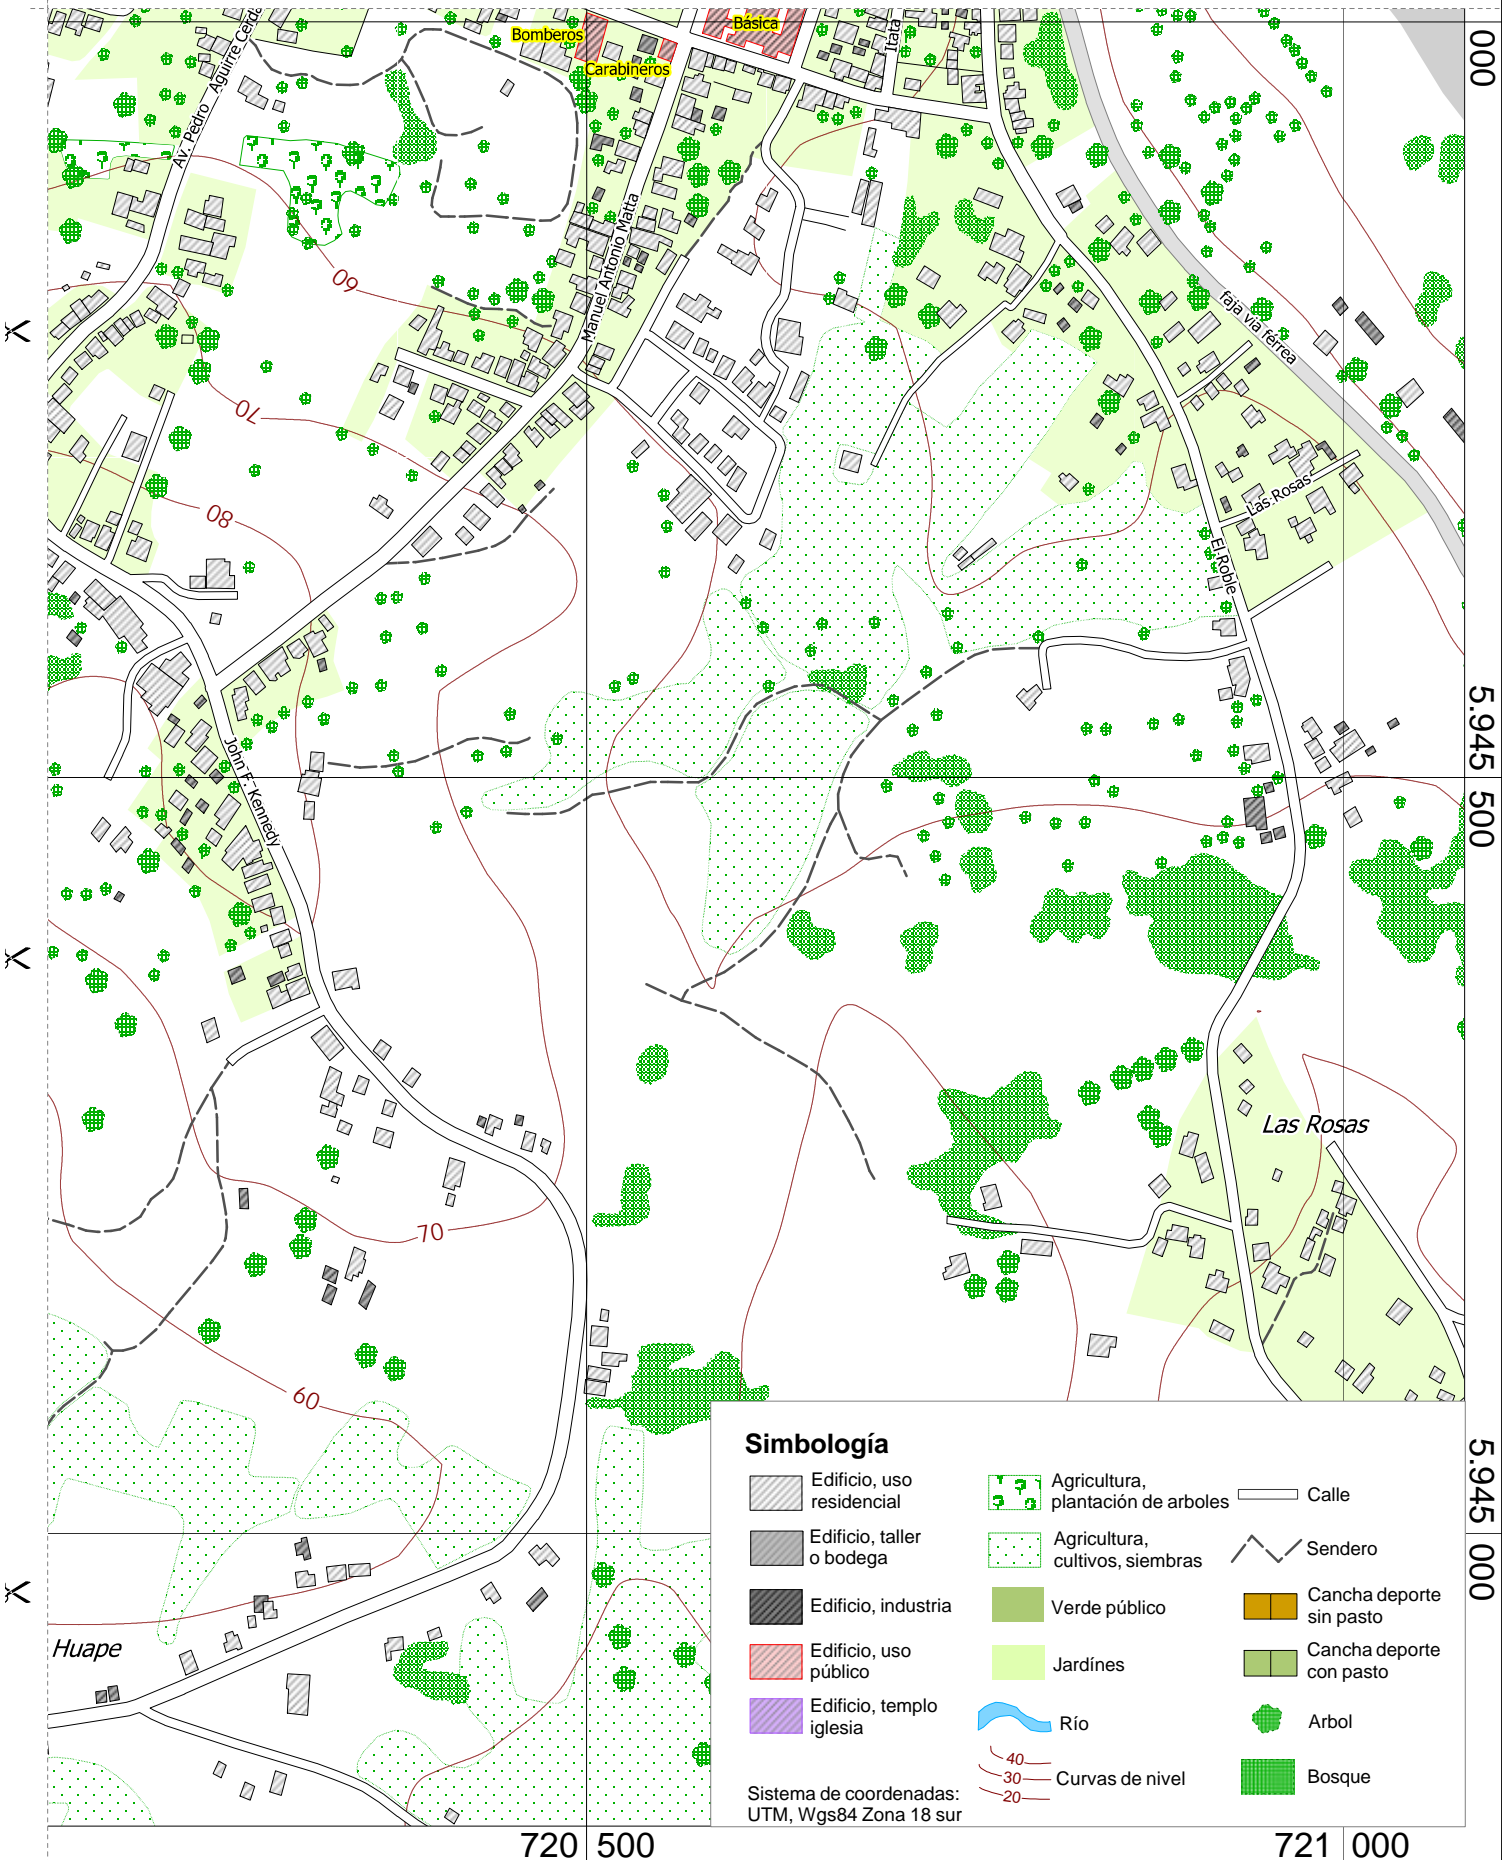 Bomberos
Básica
Carabineros
Itata
Av. Pedro Aguirre Cerda
Manuel Antonio Matta
60
faja via férrea
70
80
Las Rosas
El Roble
John F. Kennedy
000
5.945
500
Las Rosas
70
60
5.945
000
Huape
Simbología
Edificio, uso
residencial
Edificio, taller
o bodega
Edificio, industria
Edificio, uso
público
Edificio, templo
iglesia
Agricultura,
plantación de arboles
Agricultura,
cultivos, siembras
Verde público
Jardínes
Río
40
30
20
Curvas de nivel
Calle
Sendero
Cancha deporte
sin pasto
Cancha deporte
con pasto
Arbol
Bosque
Sistema de coordenadas:
UTM, Wgs84 Zona 18 sur
720 500
721 000